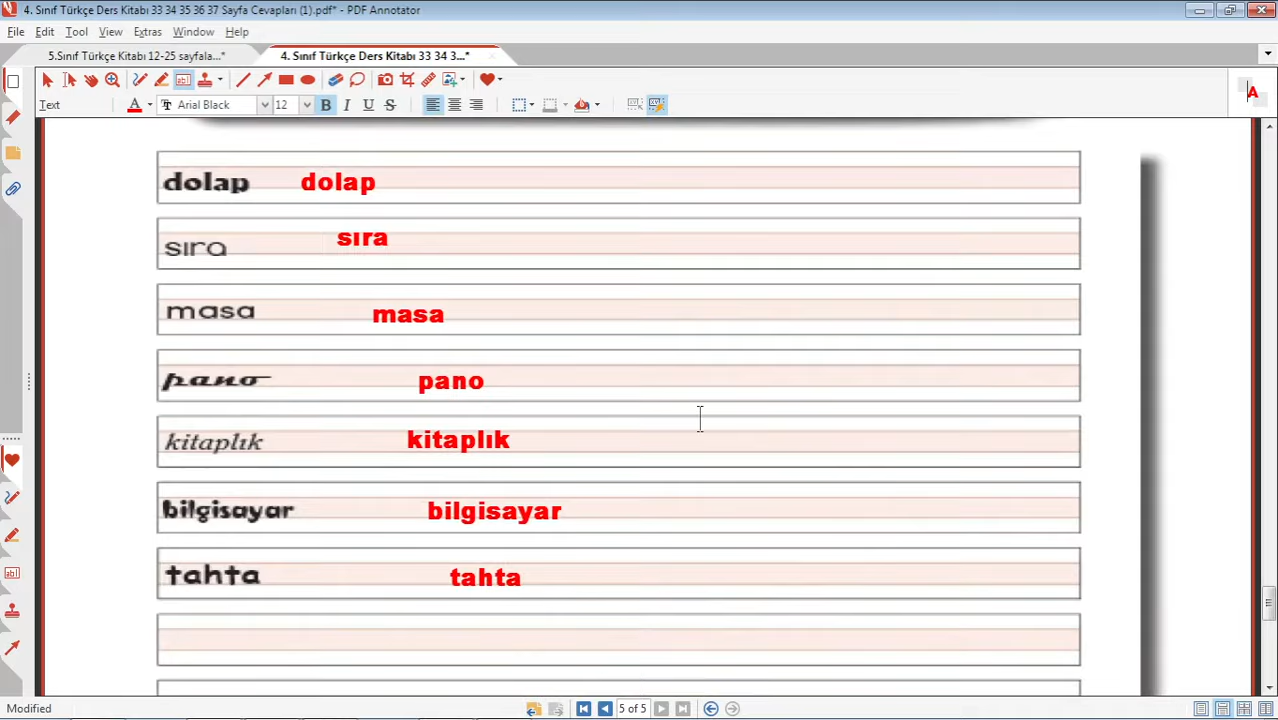 4. Sınıf Türkçe Ders Kitabı 33 34 35 36 37 Sayfa Cevapları (1).pdf* - PDF Annotator
File Edit Tool View Extras Window Help
5.Sınıf Türkçe Kitabı 12-25 sayfala...* 4. Sınıf Türkçe Ders Kitabı 33 34 3...*
Text Arial Black 12 B I U S A
dolap dolap
sıra sıra
masa masa
pano pano
kitaplık kitaplık
bilgisayar bilgisayar
tahta tahta
Modified 5 of 5